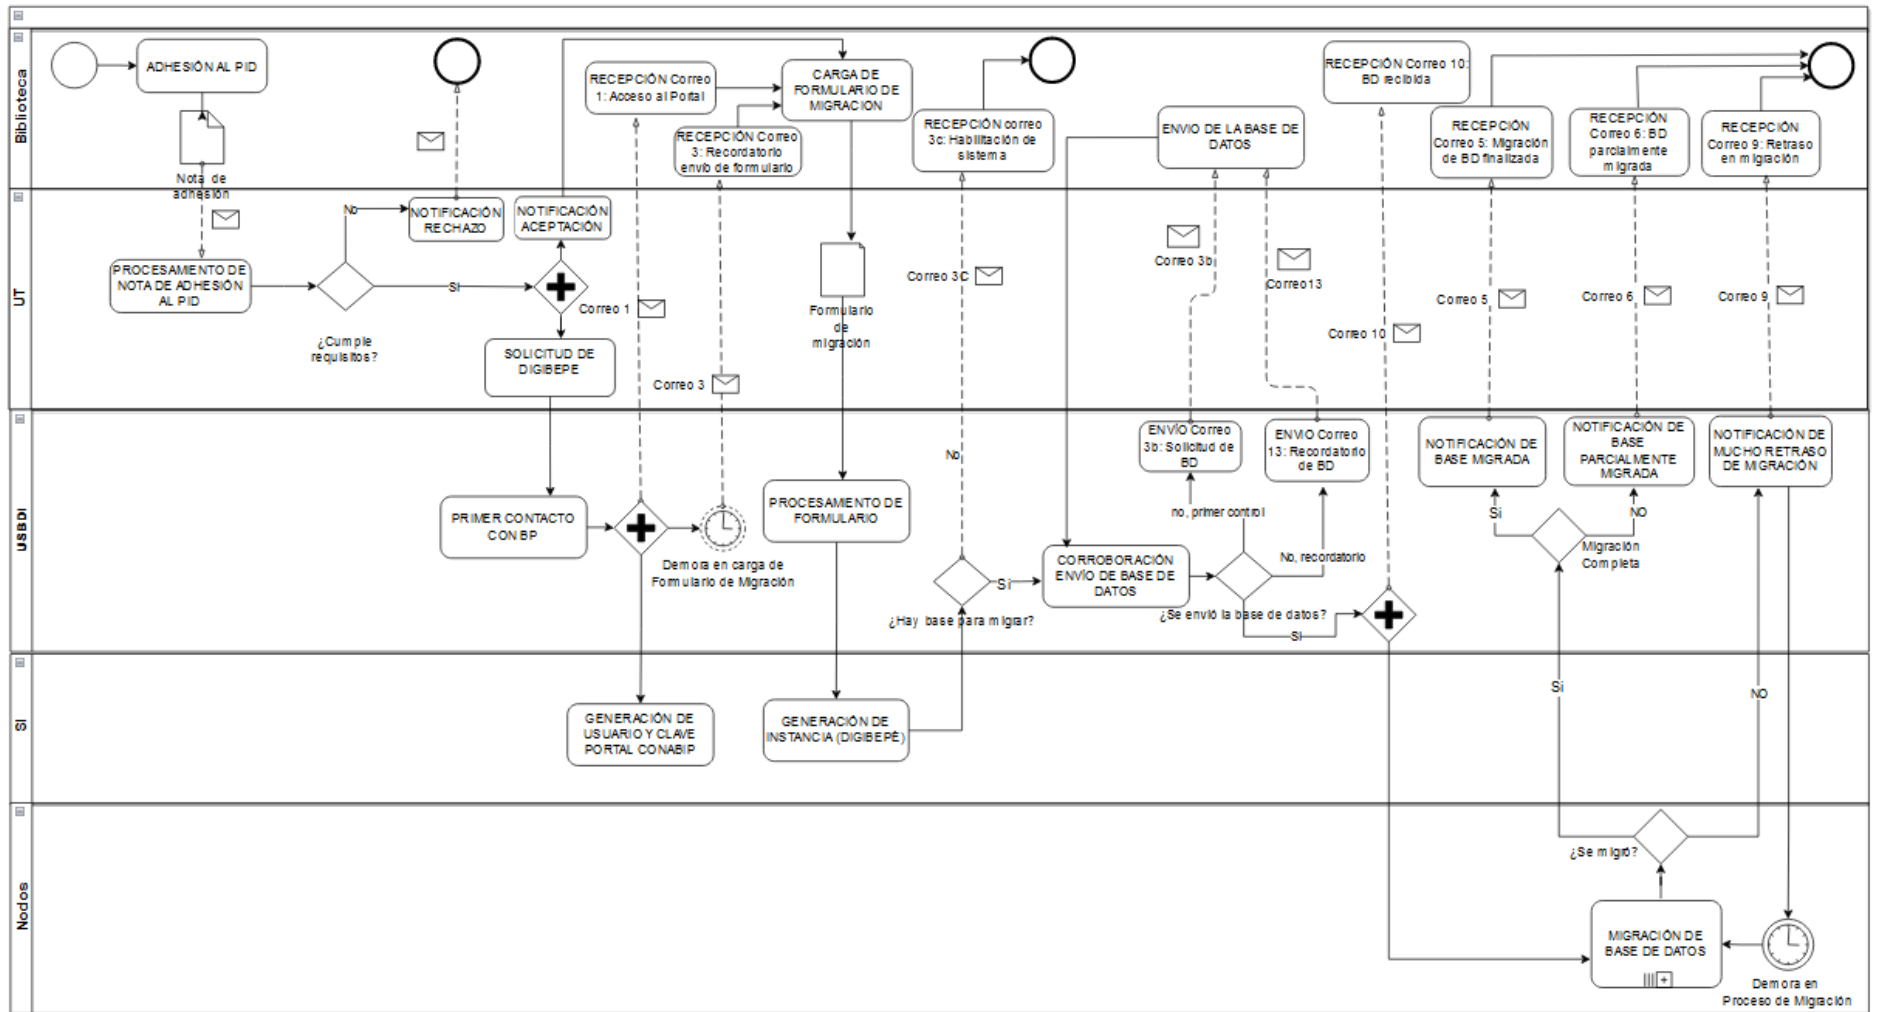 Biblioteca
ADHESIÓN AL PID
Nota de
adhesión
RECEPCIÓN Correo
1: Acceso al Portal
RECEPCIÓN Correo
3: Recordatorio
envío de formulario
CARGA DE
FORMULARIO DE
MIGRACION
RECEPCIÓN correo
3c: Habilitación de
sistema
ENVIO DE LA BASE DE
DATOS
RECEPCIÓN Correo 10:
BD recibida
RECEPCIÓN
Correo 5: Migración
de BD finalizada
RECEPCIÓN
Correo 6: BD
parcialmente
migrada
RECEPCIÓN
Correo 9: Retraso
en migración
UT
PROCESAMIENTO DE
NOTA DE ADHESIÓN
AL PID
No
NOTIFICACIÓN
RECHAZO
NOTIFICACIÓN
ACEPTACIÓN
SI
¿Cumple
requisitos?
SOLICITUD DE
DIGIBEPE
Correo 1
Correo 3
Formulario
de
migración
Correo 3C
Correo 3b
Correo13
Correo 10
Correo 5
Correo 6
Correo 9
USBDI
PRIMER CONTACTO
CON BP
Demora en carga de
Formulario de Migración
PROCESAMIENTO DE
FORMULARIO
No
Si
¿Hay base para migrar?
CORROBORACIÓN
ENVÍO DE BASE DE
DATOS
ENVÍO Correo
3b: Solicitud de
BD
ENVIO Correo
13: Recordatorio
de BD
no, primer control
No, recordatorio
¿Se envió la base de datos?
SI
NOTIFICACIÓN DE
BASE MIGRADA
NOTIFICACIÓN DE
BASE
PARCIALMENTE
MIGRADA
NOTIFICACIÓN DE
MUCHO RETRASO
DE MIGRACIÓN
Si
NO
Migración
Completa
SI
GENERACIÓN DE
USUARIO Y CLAVE
PORTAL CONABIP
GENERACIÓN DE
INSTANCIA (DIGIBEPÉ)
Si
NO
Nodos
¿Se migró?
MIGRACIÓN DE
BASE DE DATOS
Demora en
Proceso de Migración